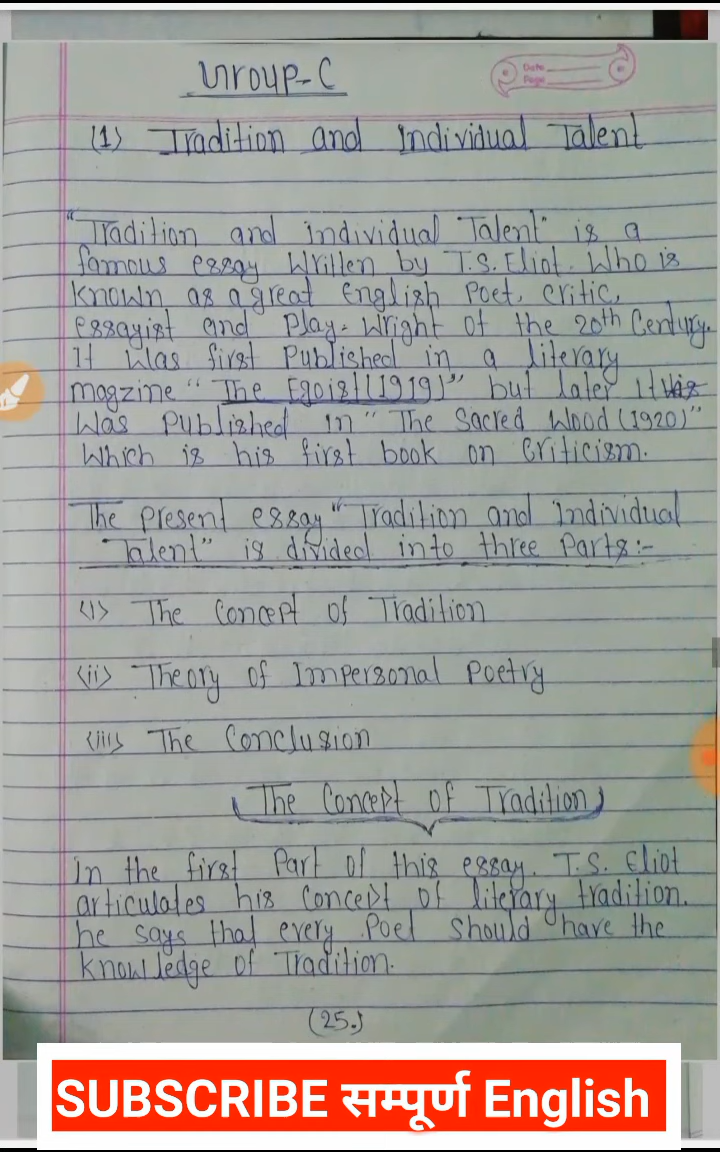 Group-C
Date
Page
(1) Tradition and Individual Talent
"Tradition and individual Talent" is a
famous essay written by T.S. Eliot. Who is
known as a great English Poet, critic,
essayist and Play-Wright of the 20th Century.
It was first Published in a literary
magzine "The Egoist(1919)" but later it
was Published in "The Sacred Wood (1920)"
Which is his first book on Criticism.
The present essay "Tradition and Individual
Talent" is divided into three Parts:-
(i) The Concept of Tradition
(ii) Theory of Impersonal Poetry
(iii) The Conclusion
The Concept of Tradition
In the first Part of this essay. T.S. Eliot
articulates his Concept of literary tradition.
he says that every Poet should have the
knowledge of Tradition.
(25.)
SUBSCRIBE सम्पूर्ण English